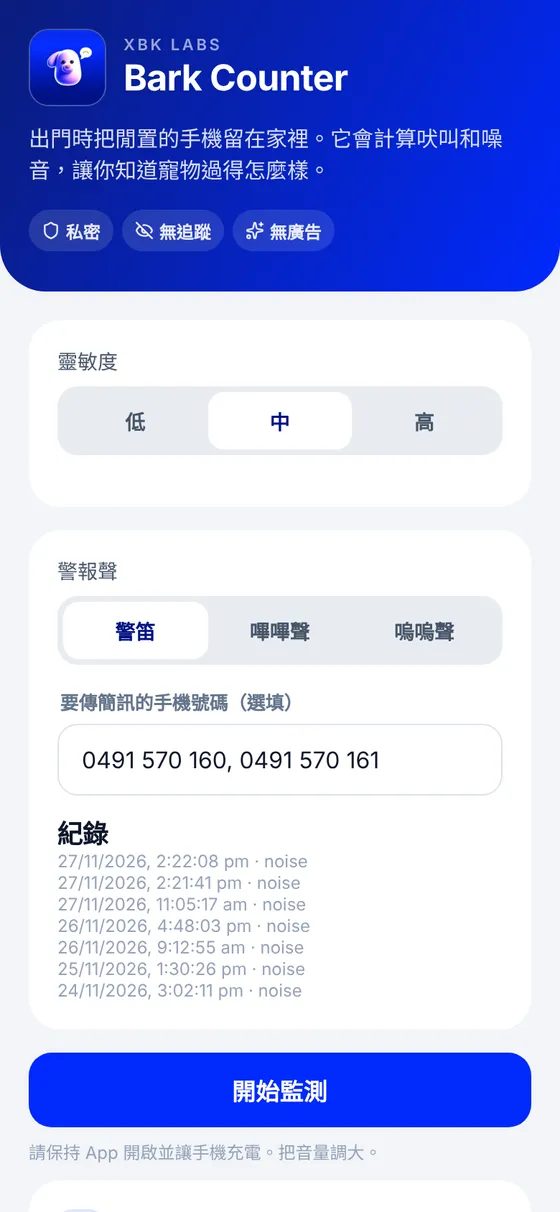 XBK LABS
Bark Counter
出門時把閒置的手機留在家裡。它會計算吠叫和噪
音，讓你知道寵物過得怎麼樣。
私密
無追蹤
無廣告
靈敏度
低
中
高
警報聲
警笛
嗶嗶聲
嗚嗚聲
要傳簡訊的手機號碼（選填）
0491 570 160, 0491 570 161
紀錄
27/11/2026, 2:22:08 pm · noise
27/11/2026, 2:21:41 pm · noise
27/11/2026, 11:05:17 am · noise
26/11/2026, 4:48:03 pm · noise
26/11/2026, 9:12:55 am · noise
25/11/2026, 1:30:26 pm · noise
24/11/2026, 3:02:11 pm · noise
開始監測
請保持 App 開啟並讓手機充電。把音量調大。